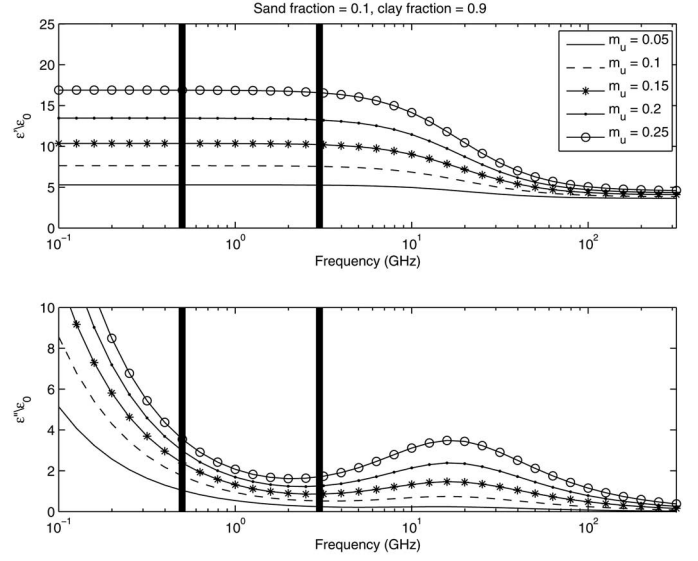 Sand fraction = 0.1, clay fraction = 0.9
25
20
15
10
5
0
ε'\ε0
m_u = 0.05
m_u = 0.1
m_u = 0.15
m_u = 0.2
m_u = 0.25
10^−1
10^0
10^1
10^2
Frequency (GHz)
10
8
6
4
2
0
ε"\ε0
10^−1
10^0
10^1
10^2
Frequency (GHz)